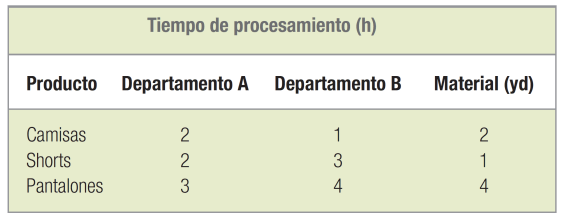 Tiempo de procesamiento (h)
Producto Departamento A Departamento B Material (yd)
Camisas 2 1 2
Shorts 2 3 1
Pantalones 3 4 4